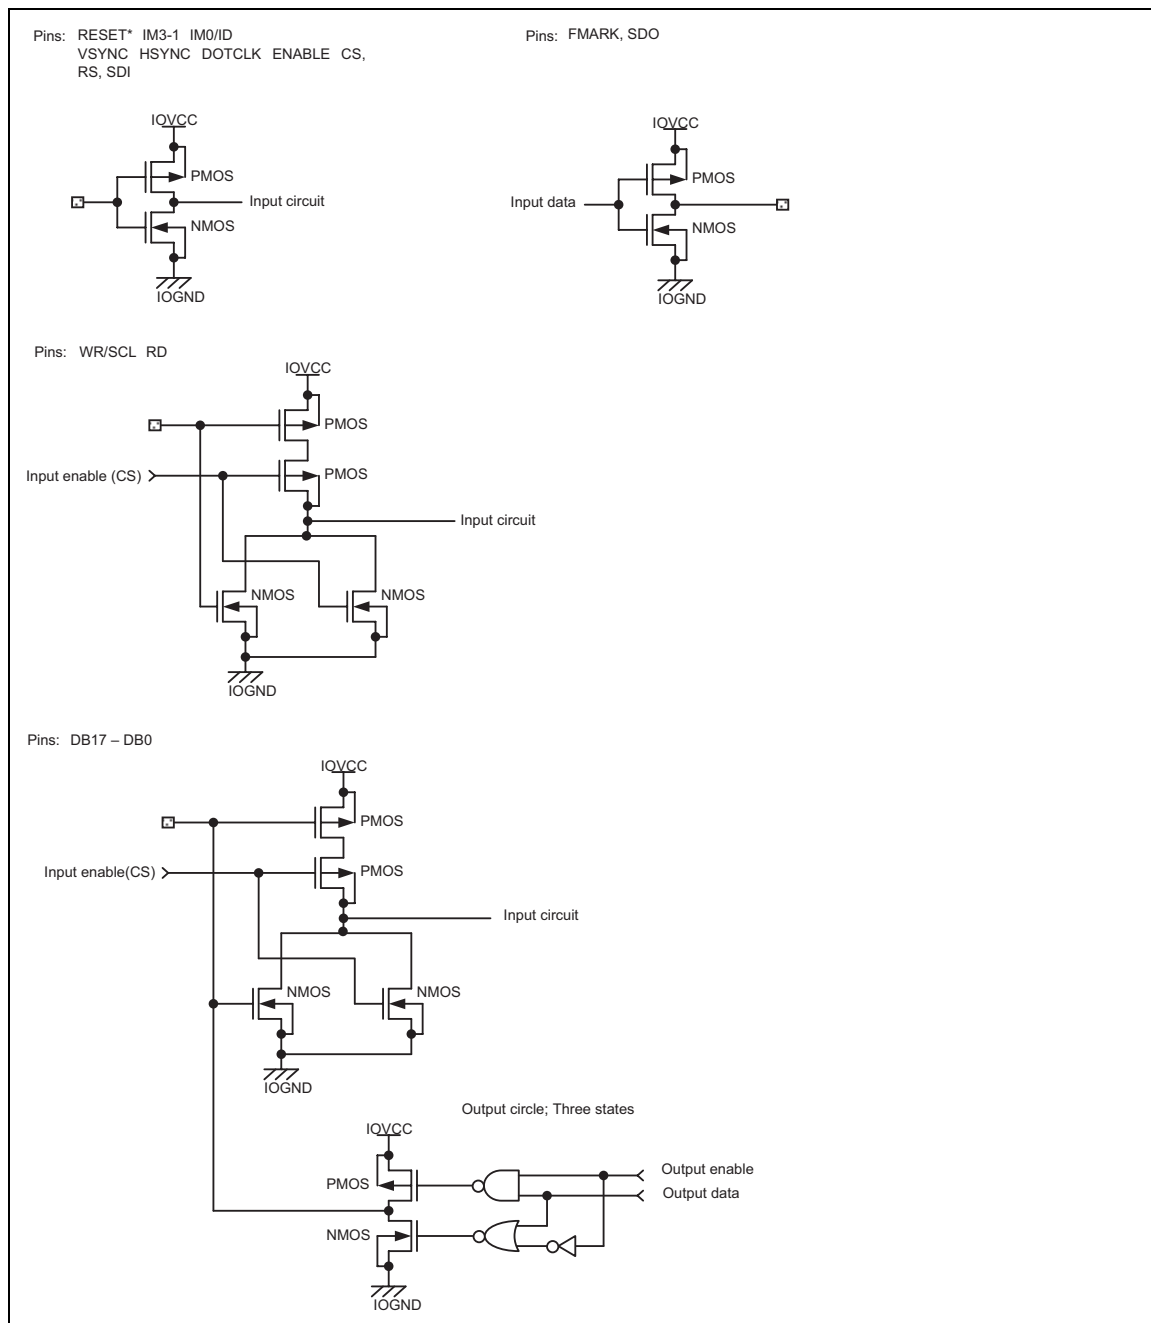 Pins: RESET* IM3-1 IM0/ID
VSYNC HSYNC DOTCLK ENABLE CS,
RS, SDI
IOVCC
PMOS
Input circuit
NMOS
IOGND
Pins: FMARK, SDO
IOVCC
PMOS
Input data
NMOS
IOGND
Pins: WR/SCL RD
IOVCC
PMOS
Input enable (CS)
PMOS
Input circuit
NMOS
NMOS
IOGND
Pins: DB17 – DB0
IOVCC
PMOS
Input enable(CS)
PMOS
Input circuit
NMOS
NMOS
IOGND
Output circle; Three states
IOVCC
Output enable
PMOS
Output data
NMOS
IOGND